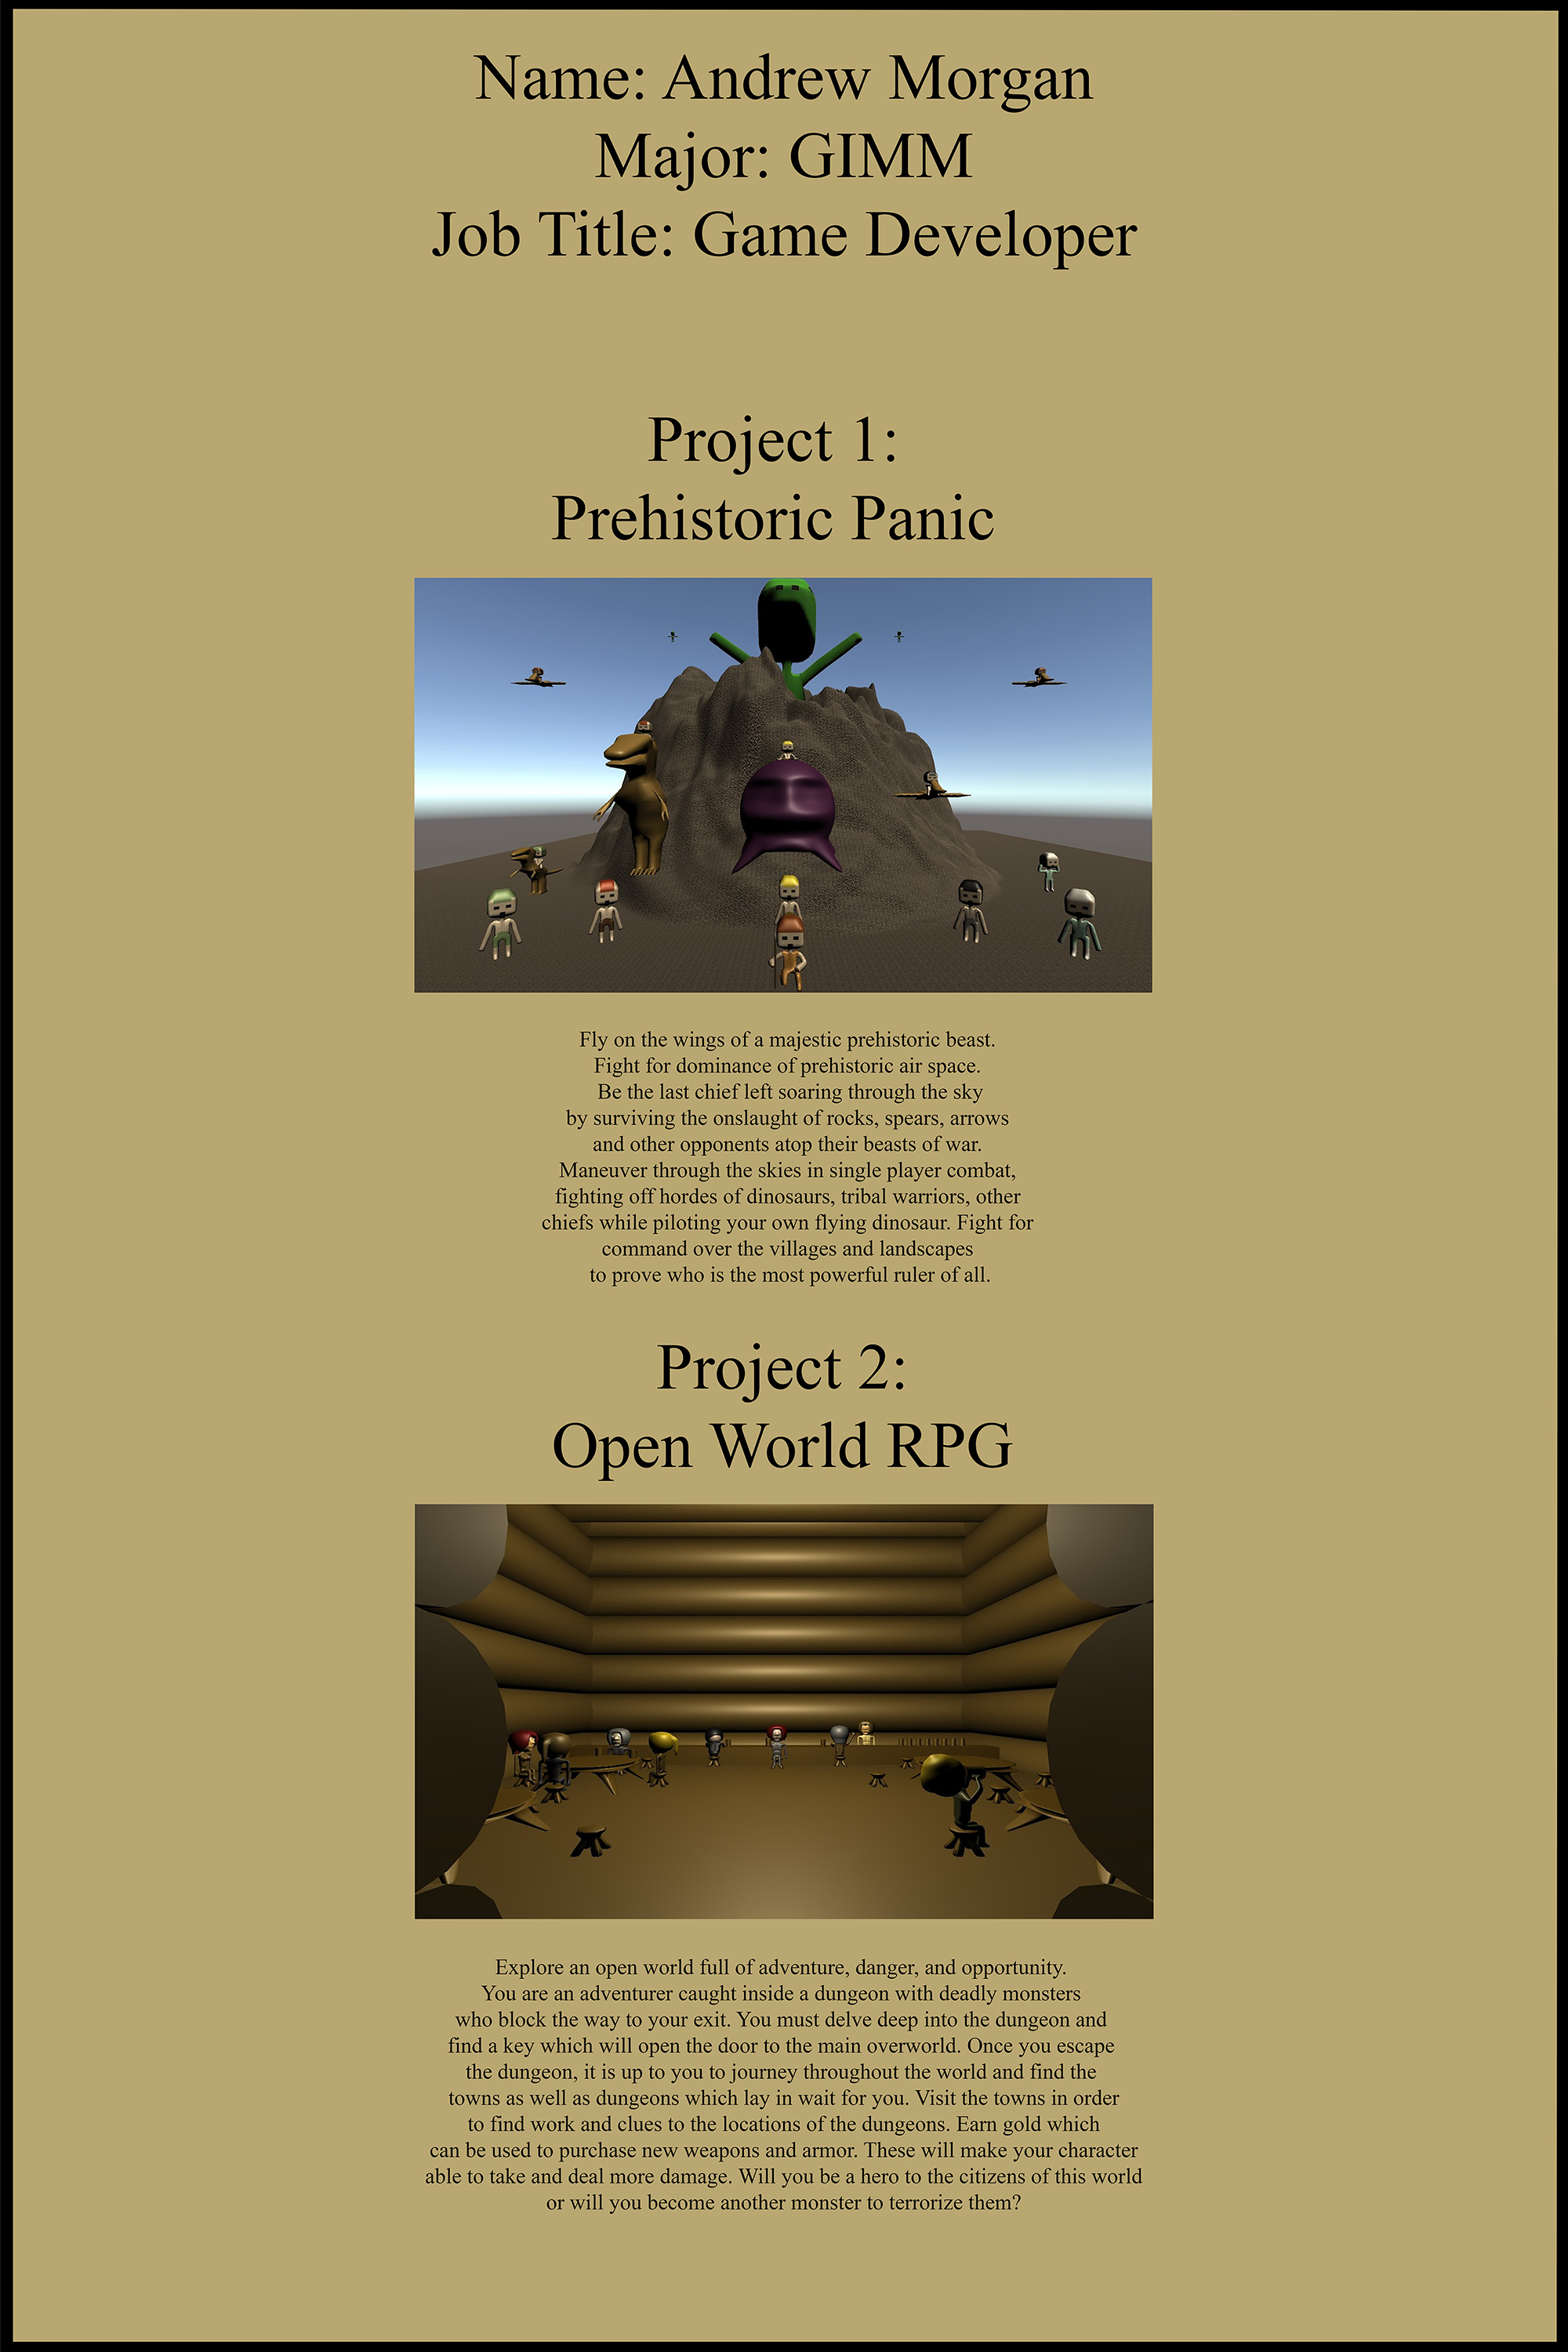 Name: Andrew Morgan
Major: GIMM
Job Title: Game Developer
Project 1:
Prehistoric Panic
Fly on the wings of a majestic prehistoric beast.
Fight for dominance of prehistoric air space.
Be the last chief left soaring through the sky
by surviving the onslaught of rocks, spears, arrows
and other opponents atop their beasts of war.
Maneuver through the skies in single player combat,
fighting off hordes of dinosaurs, tribal warriors, other
chiefs while piloting your own flying dinosaur. Fight for
command over the villages and landscapes
to prove who is the most powerful ruler of all.
Project 2:
Open World RPG
Explore an open world full of adventure, danger, and opportunity.
You are an adventurer caught inside a dungeon with deadly monsters
who block the way to your exit. You must delve deep into the dungeon and
find a key which will open the door to the main overworld. Once you escape
the dungeon, it is up to you to journey throughout the world and find the
towns as well as dungeons which lay in wait for you. Visit the towns in order
to find work and clues to the locations of the dungeons. Earn gold which
can be used to purchase new weapons and armor. These will make your character
able to take and deal more damage. Will you be a hero to the citizens of this world
or will you become another monster to terrorize them?